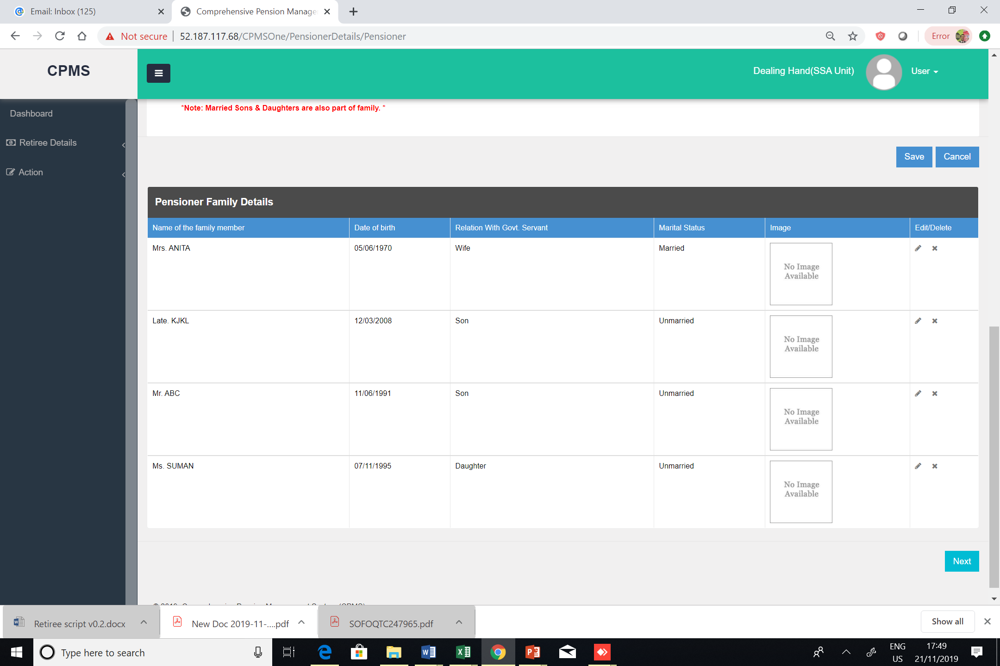 Email: Inbox (125)
Comprehensive Pension Manage
Not secure
52.187.117.68/CPMSOne/PensionerDetails/Pensioner
Error
CPMS
Dealing Hand(SSA Unit)
User
Dashboard
Retiree Details
Action
*Note: Married Sons & Daughters are also part of family. *
Save Cancel
Pensioner Family Details
Name of the family member Date of birth Relation With Govt. Servant Marital Status Image Edit/Delete
Mrs. ANITA 05/06/1970 Wife Married
No Image
Available
Late. KJKL 12/03/2008 Son Unmarried
No Image
Available
Mr. ABC 11/06/1991 Son Unmarried
No Image
Available
Ms. SUMAN 07/11/1995 Daughter Unmarried
No Image
Available
Next
Retiree script v0.2.docx
New Doc 2019-11-....pdf
SOFOQTC247965.pdf
Show all
Type here to search
ENG
US
17:49
21/11/2019